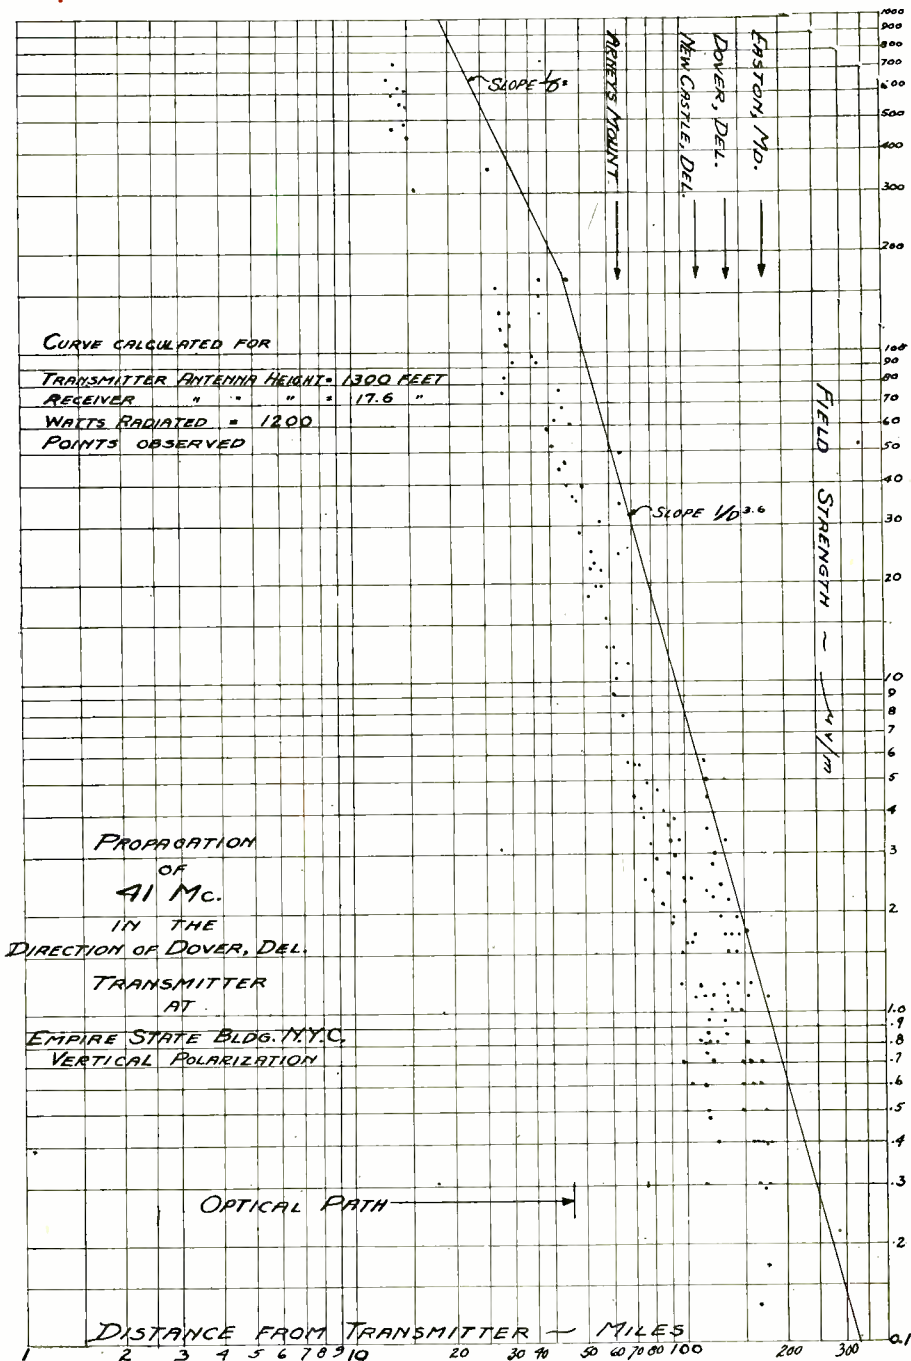 SLOPE 1/D²
ARNEYS MOUNT
NEW CASTLE, DEL.
DOVER, DEL.
EASTON, MD.
CURVE CALCULATED FOR
TRANSMITTER ANTENNA HEIGHT = 1300 FEET
RECEIVER " " " = 17.6 "
WATTS RADIATED = 1200
POINTS OBSERVED
SLOPE 1/D 3.6
FIELD STRENGTH ~ μV/m
PROPAGATION
OF
41 MC.
IN THE
DIRECTION OF DOVER, DEL.
TRANSMITTER
AT
EMPIRE STATE BLDG. N.Y.C.
VERTICAL POLARIZATION
OPTICAL PATH
DISTANCE FROM TRANSMITTER ~ MILES
1 2 3 4 5 6 7 8 9 10 20 30 40 60 70 80 100 200 300
1000
900
800
700
600
500
400
300
200
100
90
80
70
60
50
40
30
20
10
9
8
7
6
5
4
3
2
1.0
.9
.8
.7
.6
.5
.4
.3
.2
0.1